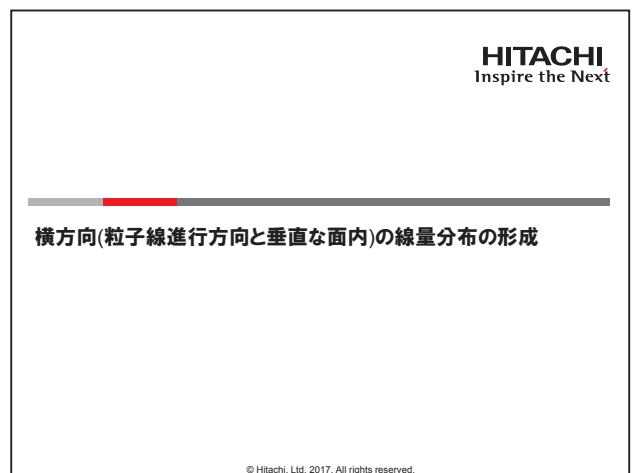 HITACHI
Inspire the Next
横方向(粒子線進行方向と垂直な面内)の線量分布の形成
© Hitachi, Ltd. 2017. All rights reserved.